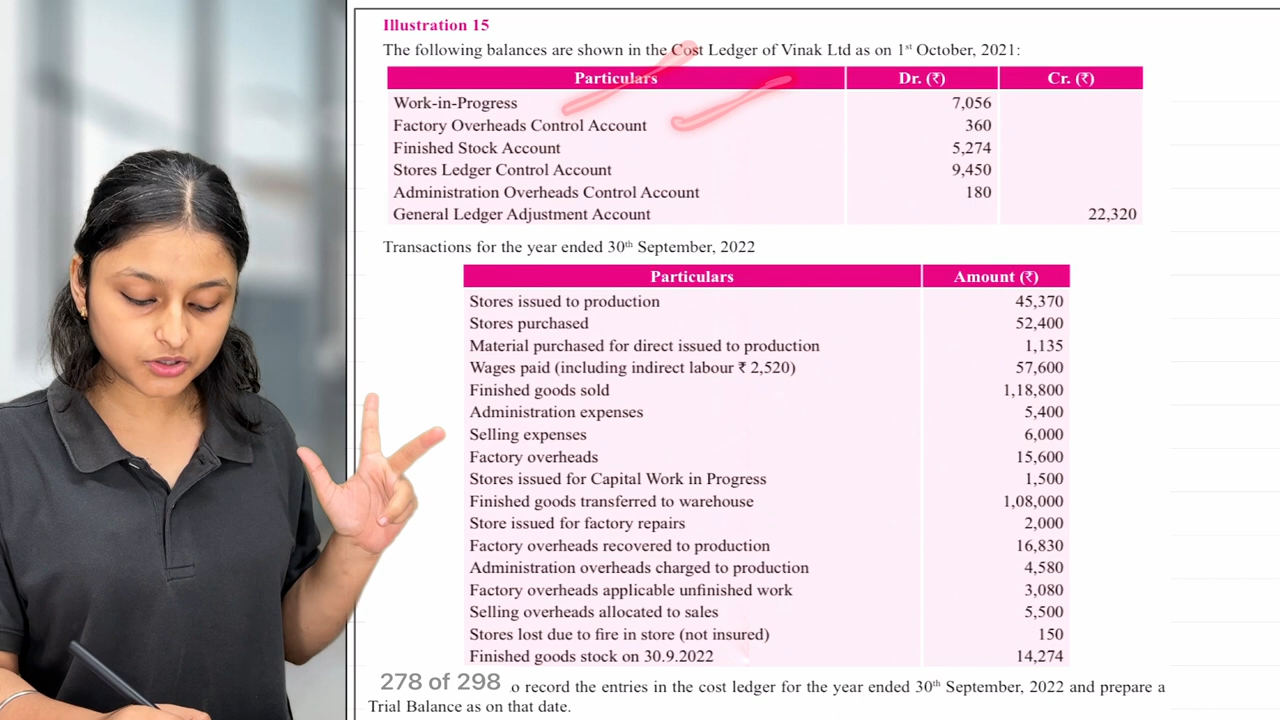 Illustration 15
The following balances are shown in the Cost Ledger of Vinak Ltd as on 1st October, 2021:
Particulars Dr. (₹) Cr. (₹)
Work-in-Progress 7,056
Factory Overheads Control Account 360
Finished Stock Account 5,274
Stores Ledger Control Account 9,450
Administration Overheads Control Account 180
General Ledger Adjustment Account 22,320
Transactions for the year ended 30th September, 2022
Particulars Amount (₹)
Stores issued to production 45,370
Stores purchased 52,400
Material purchased for direct issued to production 1,135
Wages paid (including indirect labour ₹ 2,520) 57,600
Finished goods sold 1,18,800
Administration expenses 5,400
Selling expenses 6,000
Factory overheads 15,600
Stores issued for Capital Work in Progress 1,500
Finished goods transferred to warehouse 1,08,000
Store issued for factory repairs 2,000
Factory overheads recovered to production 16,830
Administration overheads charged to production 4,580
Factory overheads applicable unfinished work 3,080
Selling overheads allocated to sales 5,500
Stores lost due to fire in store (not insured) 150
Finished goods stock on 30.9.2022 14,274
278 of 298 o record the entries in the cost ledger for the year ended 30th September, 2022 and prepare a
Trial Balance as on that date.